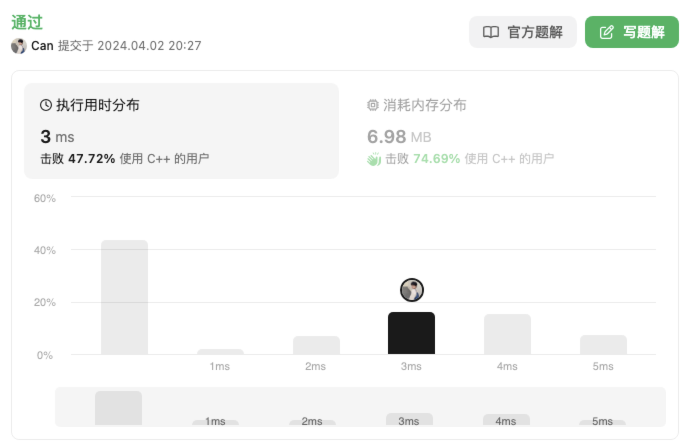 通过
Can 提交于 2024.04.02 20:27
官方题解
写题解
执行用时分布
3 ms
击败 47.72% 使用 C++ 的用户
消耗内存分布
6.98 MB
击败 74.69% 使用 C++ 的用户
60%
40%
20%
0%
1ms 2ms 3ms 4ms 5ms
1ms 2ms 3ms 4ms 5ms